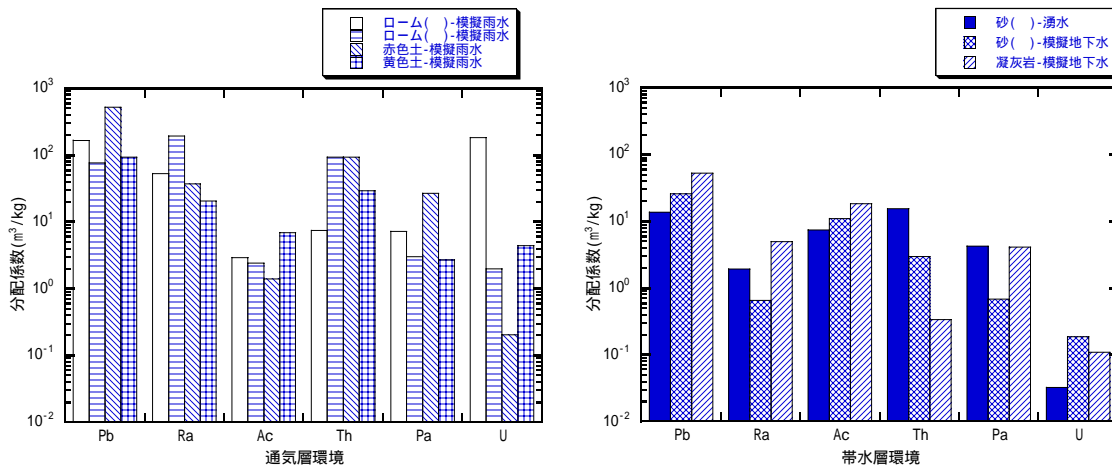 ローム( )-模擬雨水
ローム( )-模擬雨水
赤色土-模擬雨水
黄色土-模擬雨水
分配係数(m³/kg)
10³
10²
10¹
10⁰
10⁻¹
10⁻²
Pb Ra Ac Th Pa U
通気層環境
砂( )-湧水
砂( )-模擬地下水
凝灰岩-模擬地下水
分配係数(m³/kg)
10³
10²
10¹
10⁰
10⁻¹
10⁻²
Pb Ra Ac Th Pa U
帯水層環境